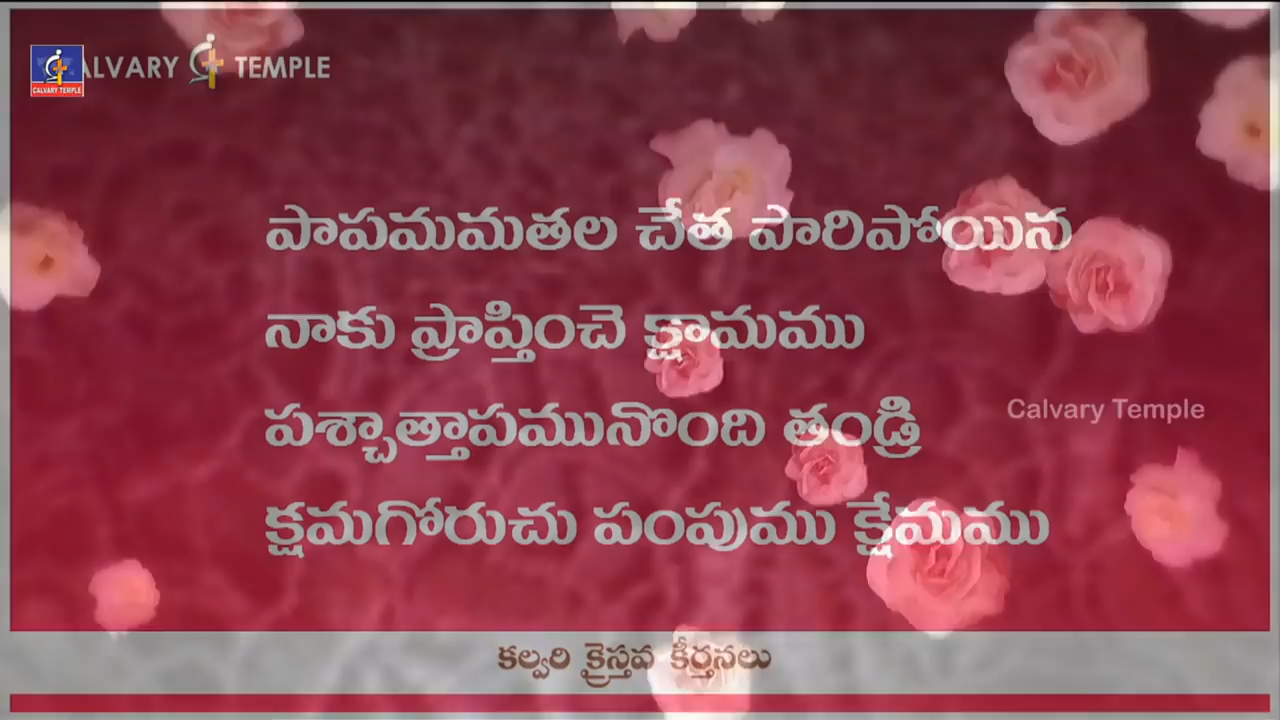 CALVARY TEMPLE
CALVARY TEMPLE
పాపమమతల చేత పారిపోయిన
నాకు ప్రాప్తించె క్షామము
Calvary Temple
పశ్చాత్తాపమునొంది తండ్రి
క్షమగోరుచు పంపుము క్షేమము
కల్వరి క్రైస్తవ కీర్తనలు